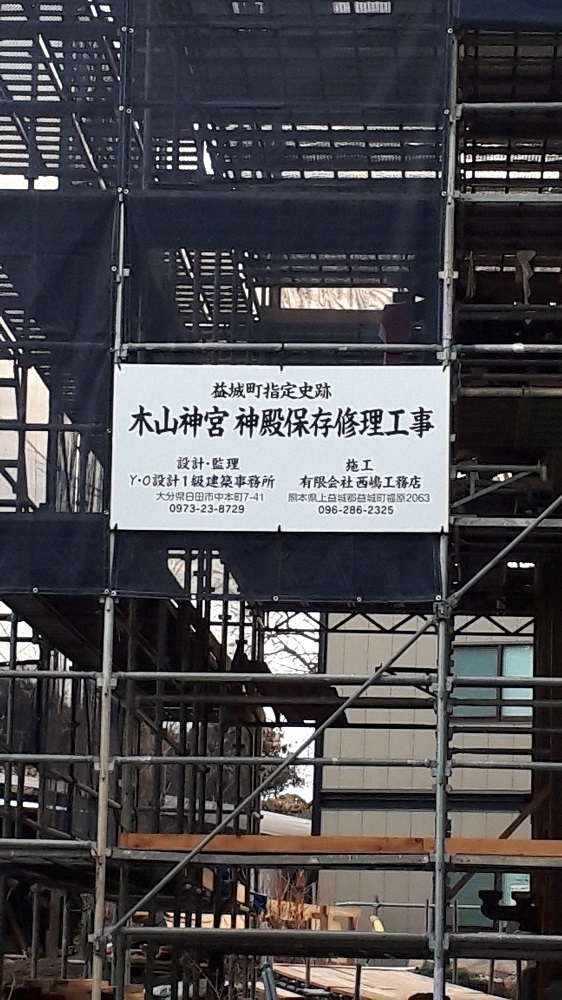 益城町指定史跡
木山神宮 神殿保存修理工事
設計・監理
Y・O設計1級建築事務所
大分県日田市中本町7-41
0973-23-8729
施工
有限会社 西嶋工務店
熊本県上益城郡益城町福原2063
096-286-2325